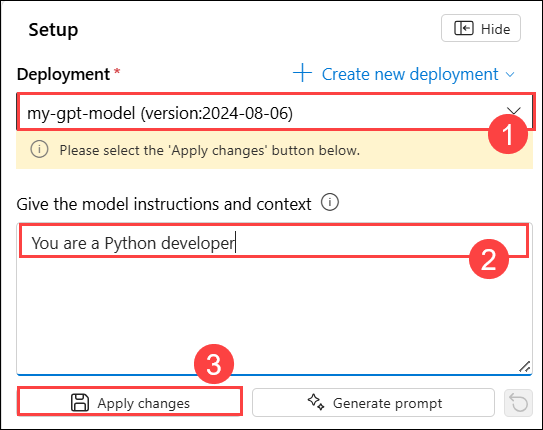 Setup
Hide
Deployment *
Create new deployment
my-gpt-model (version:2024-08-06)
1
Please select the 'Apply changes' button below.
Give the model instructions and context
You are a Python developer
2
3
Apply changes
Generate prompt